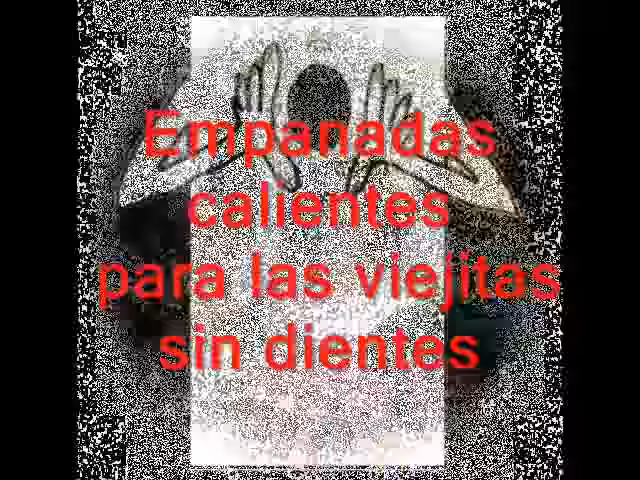 Empanadas
calientes
para las viejitas
sin dientes